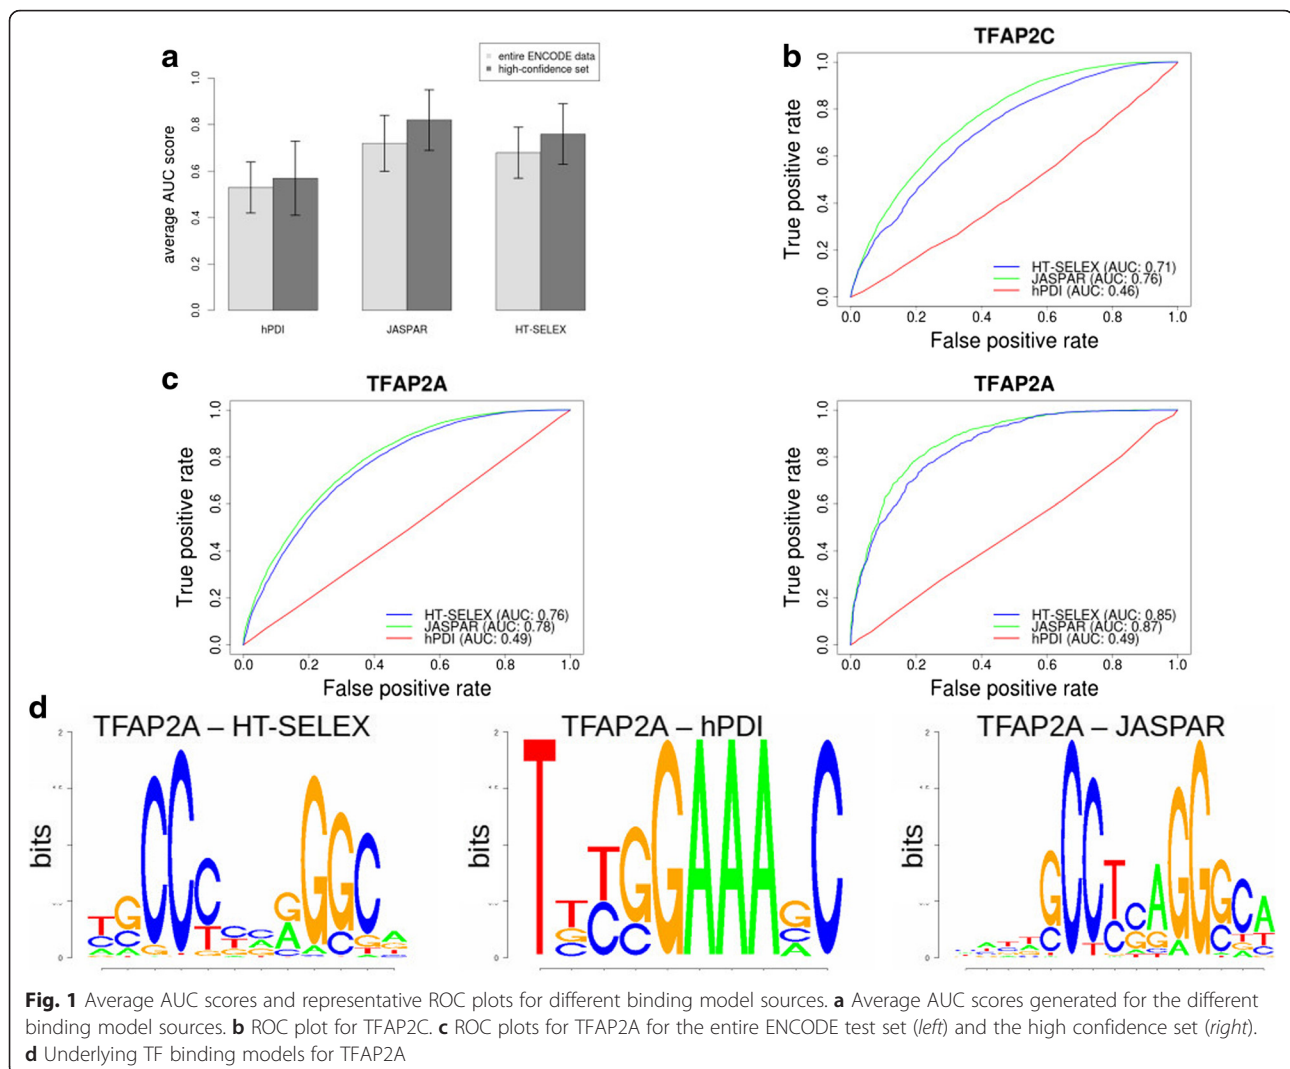 a
entire ENCODE data
high-confidence set
average AUC score
0.0 0.2 0.4 0.6 0.8 1.0
hPDI JASPAR HT-SELEX
b
TFAP2C
True positive rate
0.0 0.2 0.4 0.6 0.8 1.0
HT-SELEX (AUC: 0.71)
JASPAR (AUC: 0.76)
hPDI (AUC: 0.46)
0.0 0.2 0.4 0.6 0.8 1.0
False positive rate
c
TFAP2A
True positive rate
0.0 0.2 0.4 0.6 0.8 1.0
HT-SELEX (AUC: 0.76)
JASPAR (AUC: 0.78)
hPDI (AUC: 0.49)
0.0 0.2 0.4 0.6 0.8 1.0
False positive rate
TFAP2A
True positive rate
0.0 0.2 0.4 0.6 0.8 1.0
HT-SELEX (AUC: 0.85)
JASPAR (AUC: 0.87)
hPDI (AUC: 0.49)
0.0 0.2 0.4 0.6 0.8 1.0
False positive rate
d
TFAP2A – HT-SELEX
bits
2
0
TFAP2A – hPDI
bits
2
0
TFAP2A – JASPAR
bits
2
0
Fig. 1 Average AUC scores and representative ROC plots for different binding model sources. a Average AUC scores generated for the different
binding model sources. b ROC plot for TFAP2C. c ROC plots for TFAP2A for the entire ENCODE test set (left) and the high confidence set (right).
d Underlying TF binding models for TFAP2A